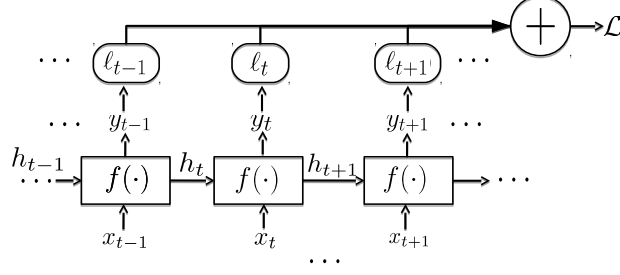 + ℒ
⋯ ℓ_{t−1} ℓ_t ℓ_{t+1} ⋯
⋯ y_{t−1} y_t y_{t+1} ⋯
h_{t−1} h_t h_{t+1}
⋯ f(·) f(·) f(·) ⋯
x_{t−1} x_t x_{t+1}
⋯